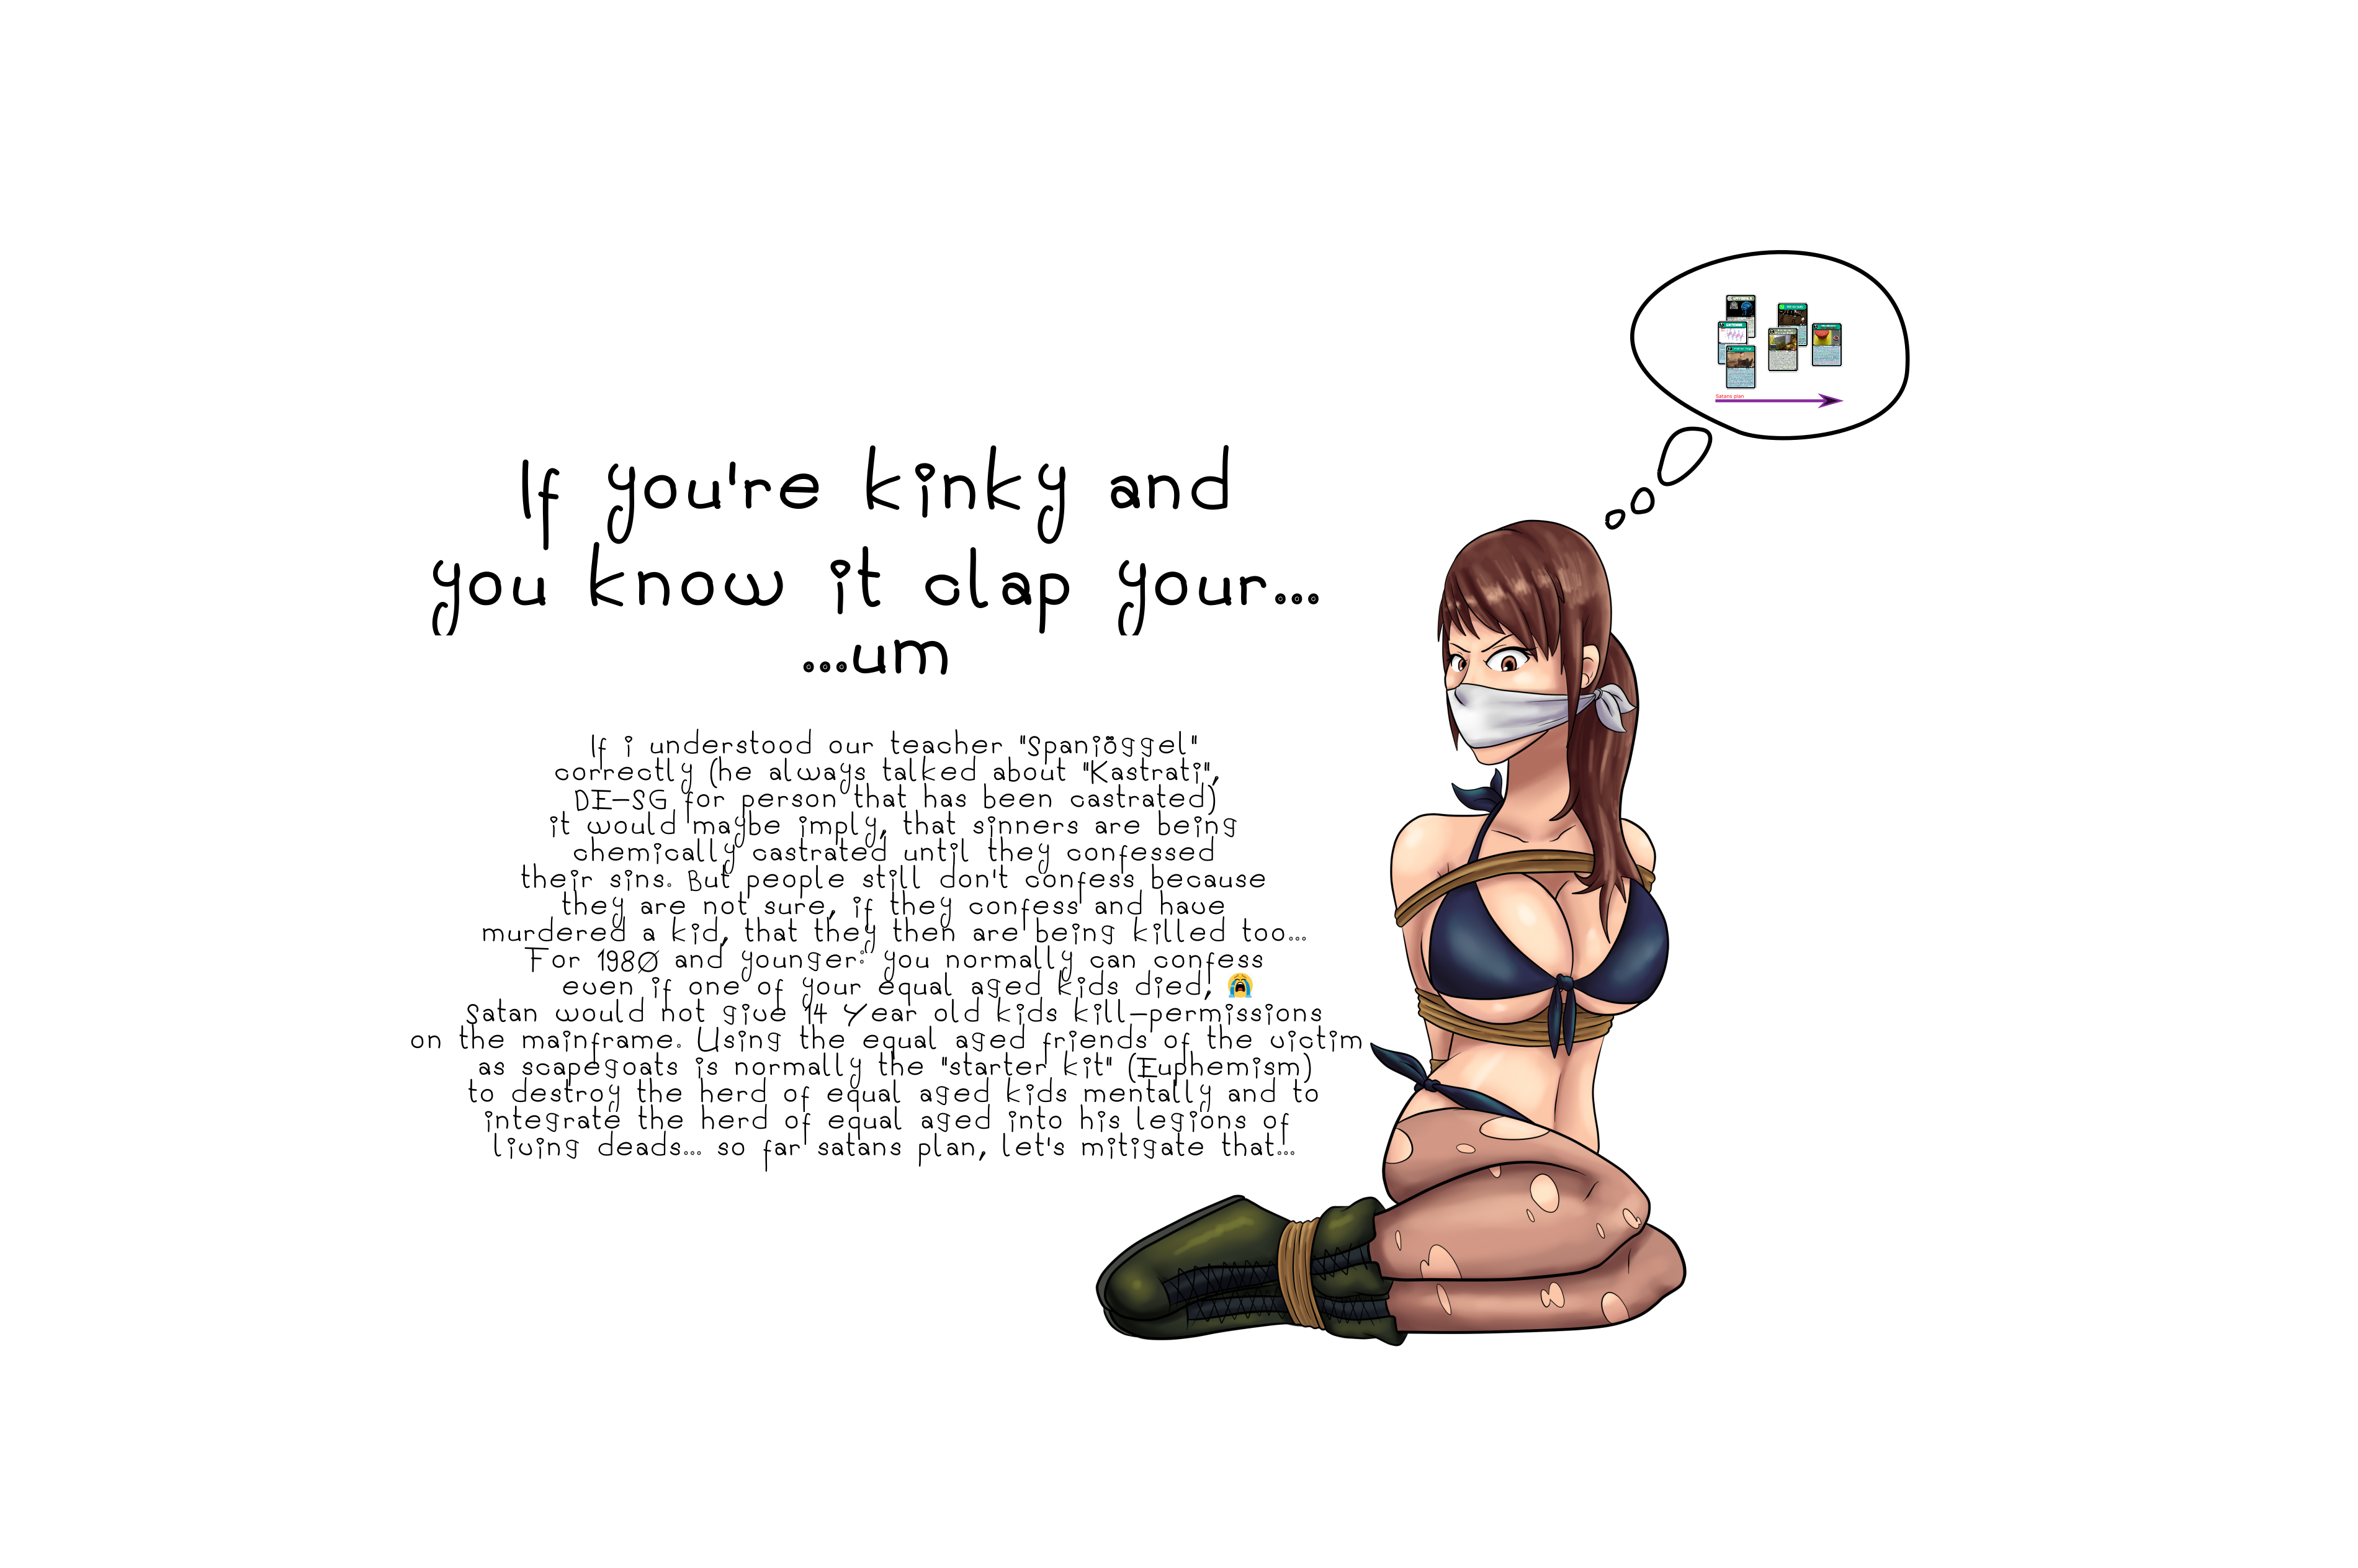 Satans plan
If you're kinky and
you know it clap your...
...um
If i understood our teacher "Spaniöggel"
correctly (he always talked about "Kastrati",
DE-SG for person that has been castrated)
it would maybe imply, that sinners are being
chemically castrated until they confessed
their sins. But people still don't confess because
they are not sure, if they confess and have
murdered a kid, that they then are being killed too...
For 198Ø and younger: you normally can confess
even if one of your equal aged kids died, 😭
Satan would not give 14 Year old kids kill-permissions
on the mainframe. Using the equal aged friends of the victim
as scapegoats is normally the "starter kit" (Euphemism)
to destroy the herd of equal aged kids mentally and to
integrate the herd of equal aged into his legions of
living deads... so far satans plan, let's mitigate that...